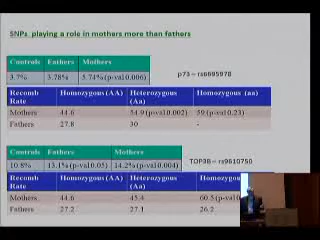 SNPs playing a role in mothers more than fathers
Controls Fathers Mothers
3.7% 3.78% 5.74% (p-val0.006)
p73 – rs6695978
Recomb Rate Homozygous (AA) Heterozygous (Aa) Homozygous (aa)
Mothers 44.6 54.9 (p-val0.002) 59 (p-val0.23)
Fathers 27.8 30 -
Controls Fathers Mothers
10.8% 15.1% (p-val0.05) 14.2% (p-val0.004)
TOP3B – rs9610750
Recomb Rate Homozygous (AA) Heterozygous (Aa)
Mothers 44.6 45.4 60.5
Fathers 27.2 27.1 26.2